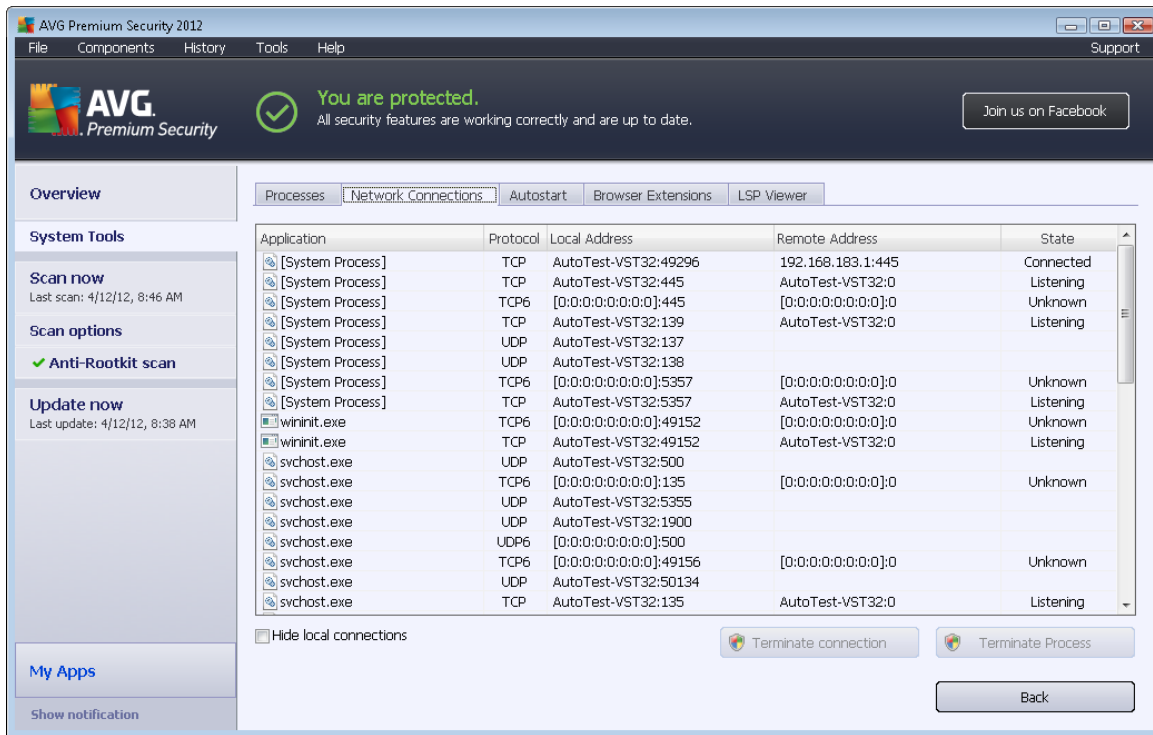 AVG Premium Security 2012
File Components History Tools Help Support
AVG.
Premium Security
You are protected.
All security features are working correctly and are up to date.
Join us on Facebook
Overview
System Tools
Scan now
Last scan: 4/12/12, 8:46 AM
Scan options
Anti-Rootkit scan
Update now
Last update: 4/12/12, 8:38 AM
My Apps
Show notification
Processes Network Connections Autostart Browser Extensions LSP Viewer
Application Protocol Local Address Remote Address State
[System Process] TCP AutoTest-VST32:49296 192.168.183.1:445 Connected
[System Process] TCP AutoTest-VST32:445 AutoTest-VST32:0 Listening
[System Process] TCP6 [0:0:0:0:0:0:0:0]:445 [0:0:0:0:0:0:0:0]:0 Unknown
[System Process] TCP AutoTest-VST32:139 AutoTest-VST32:0 Listening
[System Process] UDP AutoTest-VST32:137
[System Process] UDP AutoTest-VST32:138
[System Process] TCP6 [0:0:0:0:0:0:0:0]:5357 [0:0:0:0:0:0:0:0]:0 Unknown
[System Process] TCP AutoTest-VST32:5357 AutoTest-VST32:0 Listening
wininit.exe TCP6 [0:0:0:0:0:0:0:0]:49152 [0:0:0:0:0:0:0:0]:0 Unknown
wininit.exe TCP AutoTest-VST32:49152 AutoTest-VST32:0 Listening
svchost.exe UDP AutoTest-VST32:500
svchost.exe TCP6 [0:0:0:0:0:0:0:0]:135 [0:0:0:0:0:0:0:0]:0 Unknown
svchost.exe UDP AutoTest-VST32:5355
svchost.exe UDP AutoTest-VST32:1900
svchost.exe UDP6 [0:0:0:0:0:0:0:0]:500
svchost.exe TCP6 [0:0:0:0:0:0:0:0]:49156 [0:0:0:0:0:0:0:0]:0 Unknown
svchost.exe UDP AutoTest-VST32:50134
svchost.exe TCP AutoTest-VST32:135 AutoTest-VST32:0 Listening
Hide local connections
Terminate connection Terminate Process
Back